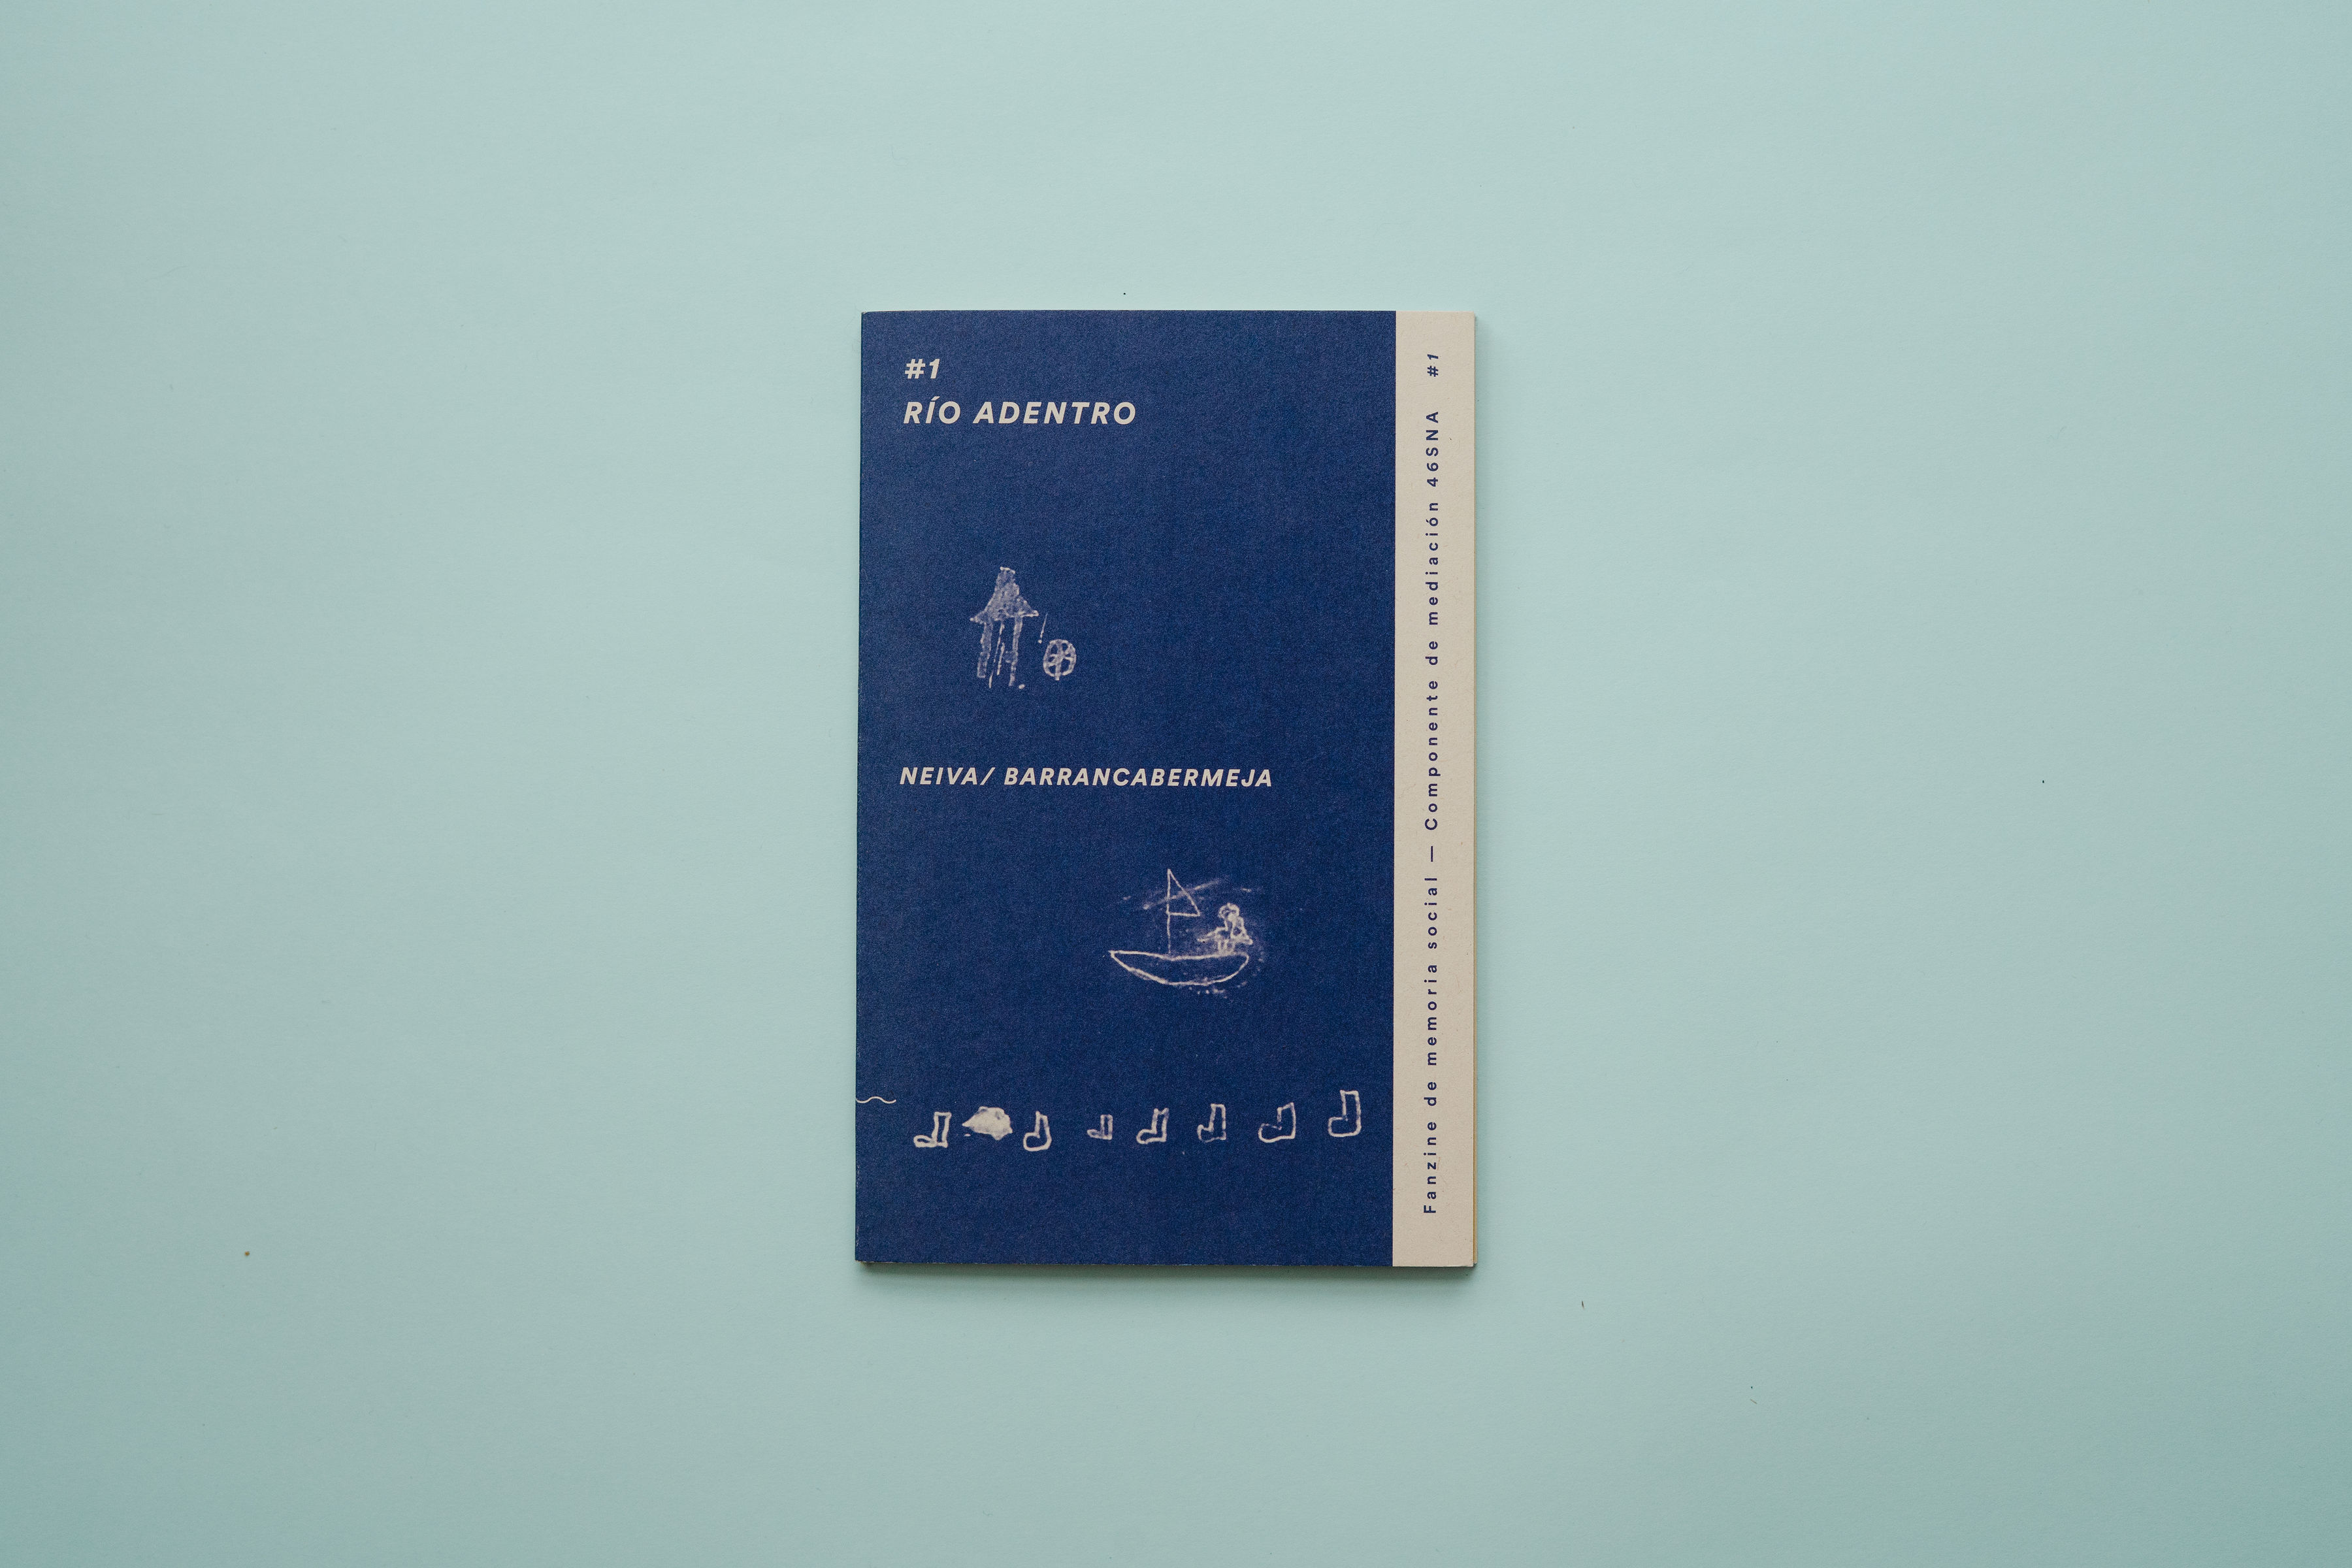 #1
RÍO ADENTRO
NEIVA/ BARRANCABERMEJA
Fanzine de memoria social — Componente de mediación 46SNA #1